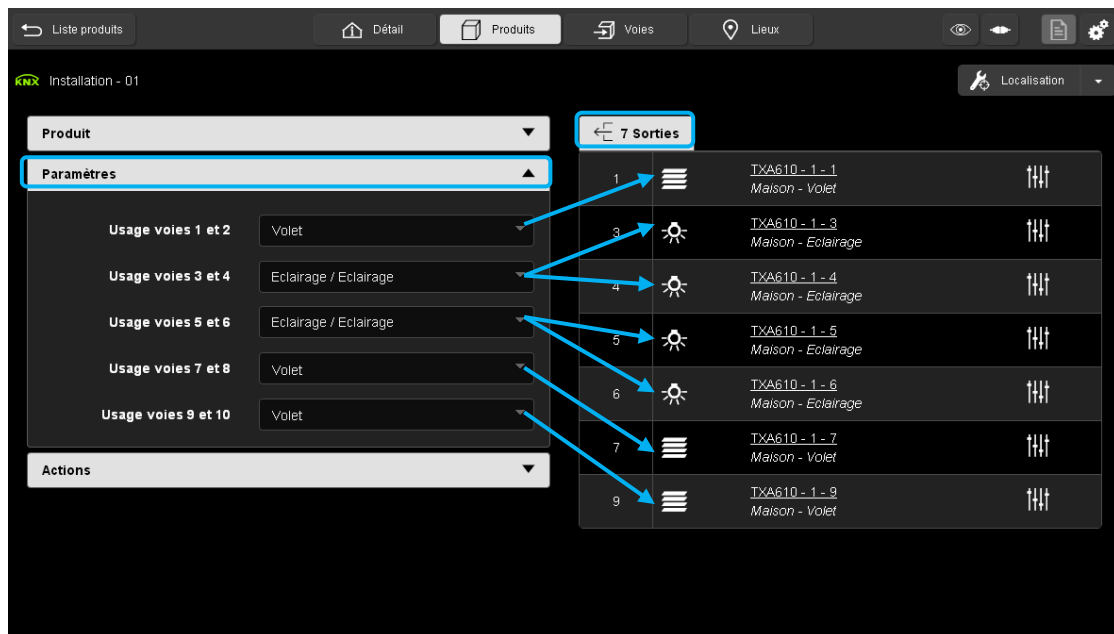 Liste produits
Détail
Produits
Voies
Lieux
KNX Installation - 01
Localisation
Produit
Paramètres
Usage voies 1 et 2 Volet
Usage voies 3 et 4 Eclairage / Eclairage
Usage voies 5 et 6 Eclairage / Eclairage
Usage voies 7 et 8 Volet
Usage voies 9 et 10 Volet
Actions
7 Sorties
1 TXA610 - 1 - 1
Maison - Volet
3 TXA610 - 1 - 3
Maison - Eclairage
4 TXA610 - 1 - 4
Maison - Eclairage
5 TXA610 - 1 - 5
Maison - Eclairage
6 TXA610 - 1 - 6
Maison - Eclairage
7 TXA610 - 1 - 7
Maison - Volet
9 TXA610 - 1 - 9
Maison - Volet